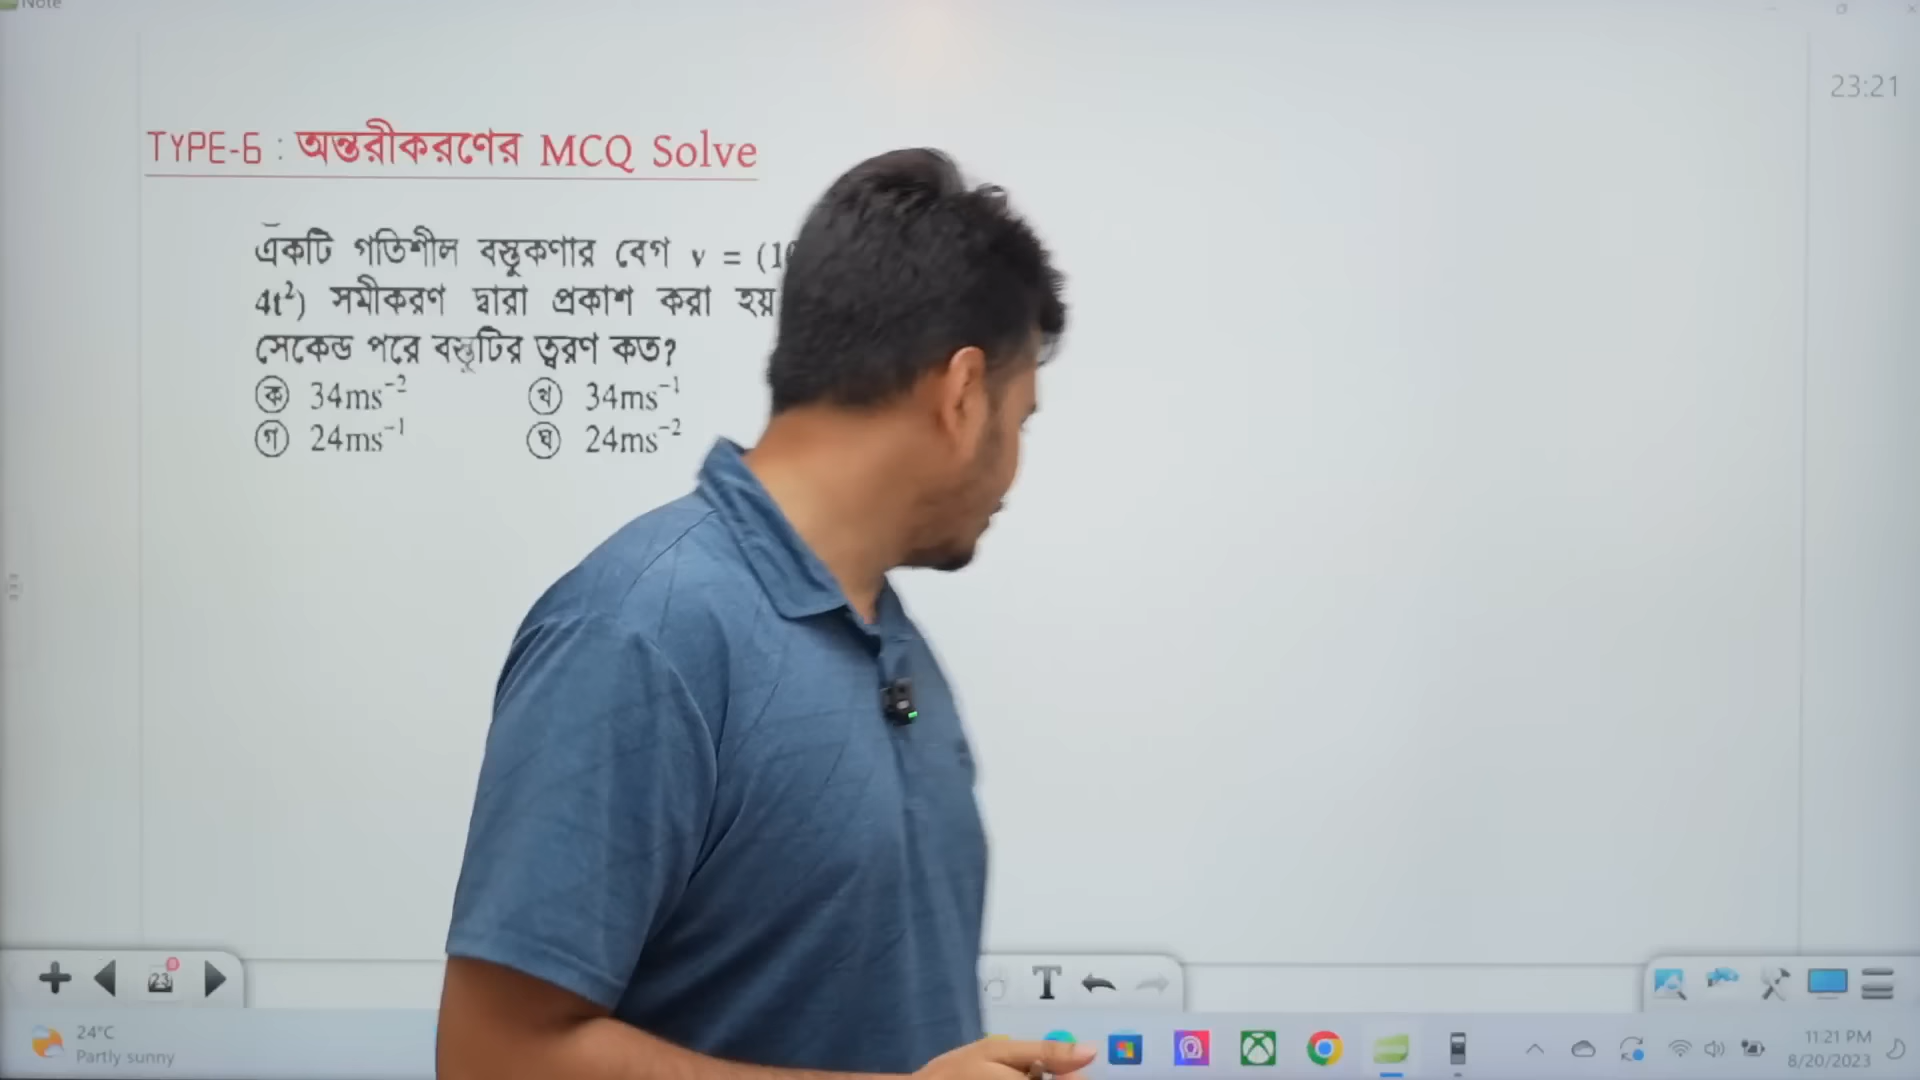 Note
23:21
TYPE-6 : অন্তরীকরণের MCQ Solve
একটি গতিশীল বস্তুকণার বেগ v = (1
4t²) সমীকরণ দ্বারা প্রকাশ করা হয়
সেকেন্ড পরে বস্তুটির ত্বরণ কত?
ক 34ms⁻² খ 34ms⁻¹
গ 24ms⁻¹ ঘ 24ms⁻²
23
T
24°C
Partly sunny
11:21 PM
8/20/2023